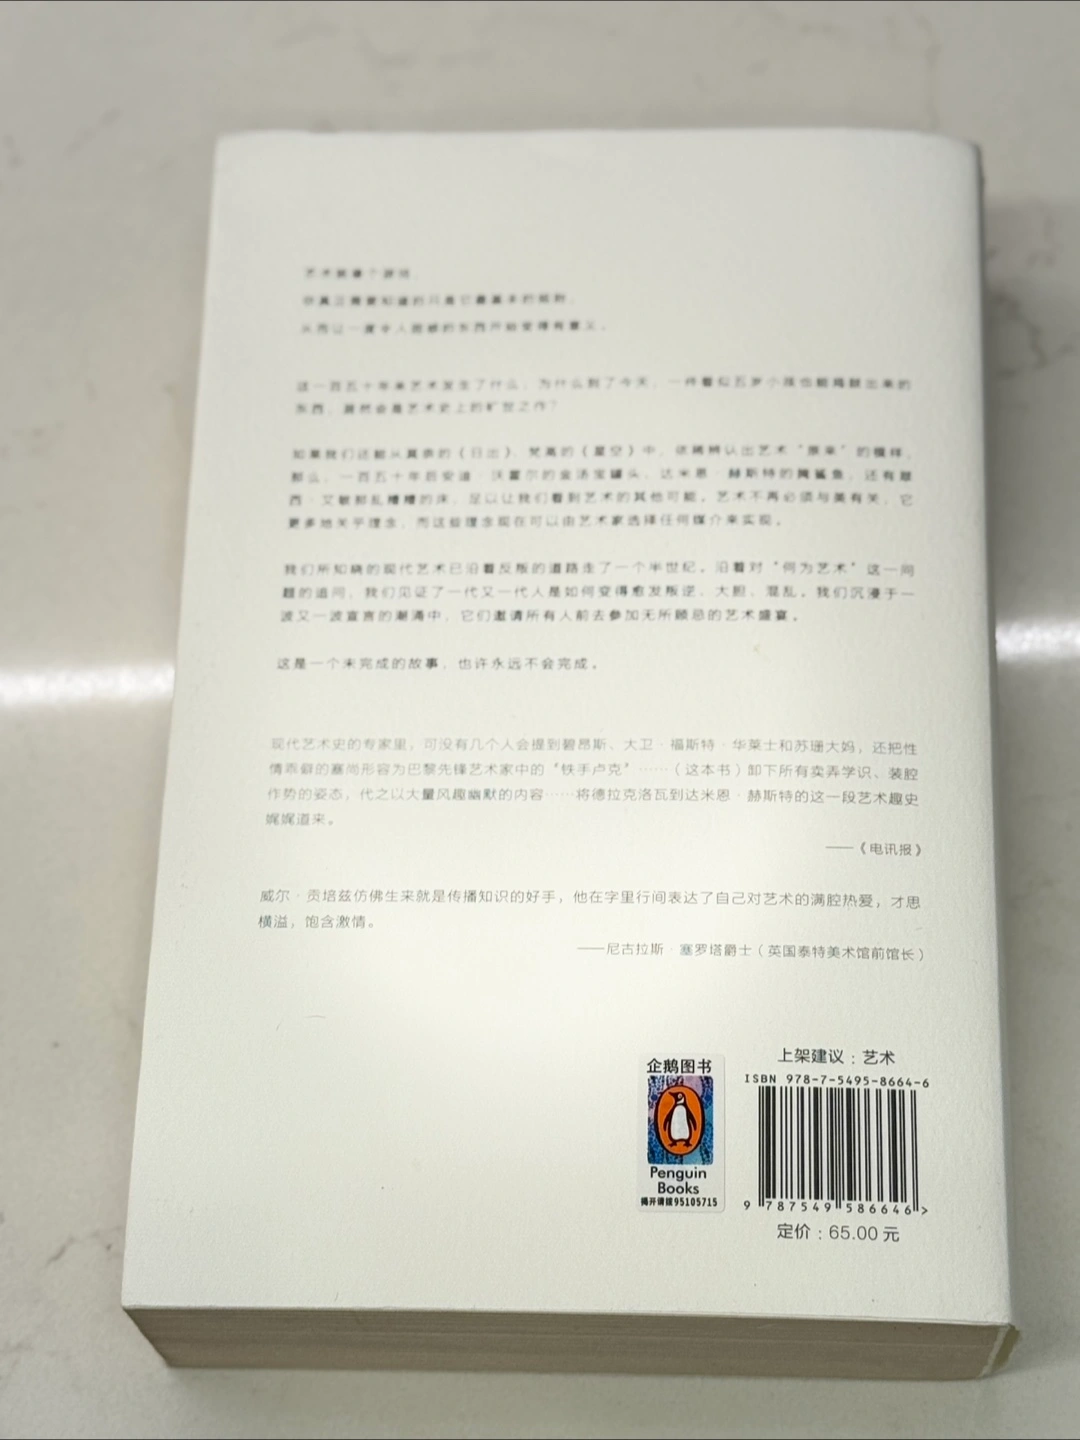 艺术就像个游戏，
你真正需要知道的只是它最基本的规则，
从而让一度令人困惑的东西开始变得有意义。
这一百五十年来艺术发生了什么，为什么到了今天，一件看似五岁小孩也能捣鼓出来的
东西，居然会是艺术史上的旷世之作？
如果我们还能从莫奈的《日出》、梵高的《星空》中，依稀辨认出艺术“原来”的模样，
那么，一百五十年后安迪·沃霍尔的金汤宝罐头、达米恩·赫斯特的腌鲨鱼，还有翠
西·艾敏那乱糟糟的床，足以让我们看到艺术的其他可能。艺术不再必须与美有关，它
更多地关乎理念，而这些理念现在可以由艺术家选择任何媒介来实现。
我们所知晓的现代艺术已沿着反叛的道路走了一个半世纪。沿着对“何为艺术”这一问
题的追问，我们见证了一代又一代人是如何变得愈发叛逆、大胆、混乱。我们沉浸于一
波又一波宣言的潮涌中，它们邀请所有人前去参加无所顾忌的艺术盛宴。
这是一个未完成的故事，也许永远不会完成。
现代艺术史的专家里，可没有几个人会提到碧昂斯、大卫·福斯特·华莱士和苏珊大妈，还把性
情乖僻的塞尚形容为巴黎先锋艺术家中的“铁手卢克”……（这本书）卸下所有卖弄学识、装腔
作势的姿态，代之以大量风趣幽默的内容……将德拉克洛瓦到达米恩·赫斯特的这一段艺术趣史
娓娓道来。
——《电讯报》
威尔·贡培兹仿佛生来就是传播知识的好手，他在字里行间表达了自己对艺术的满腔热爱，才思
横溢，饱含激情。
——尼古拉斯·塞罗塔爵士（英国泰特美术馆前馆长）
企鹅图书
Penguin
Books
揭开请拨95105715
上架建议：艺术
ISBN 978-7-5495-8664-6
9 787549 586646 >
定价：65.00 元